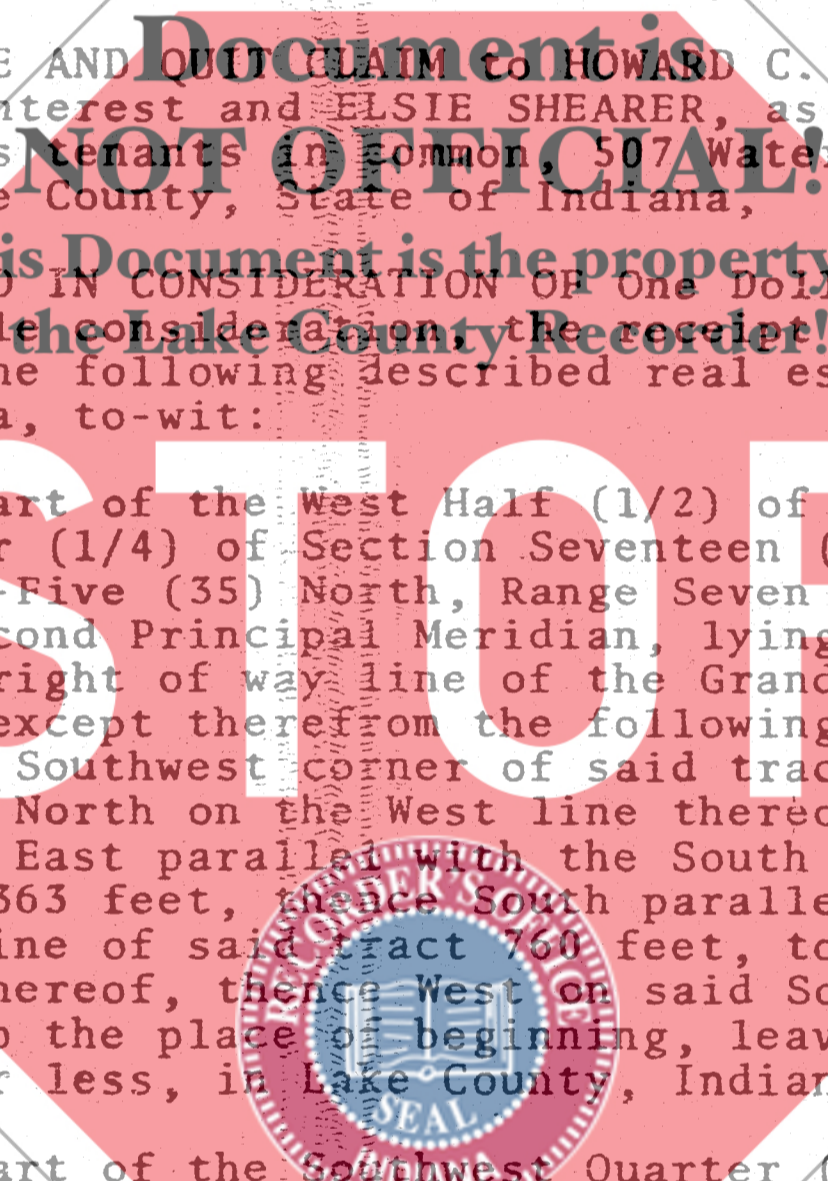 Document is
E AND QUIT CLAIM to HOWARD C.
nterest and ELSIE SHEARER, as
NOT OFFICIAL!
s tenants in common, 507 Wate
e County, State of Indiana,
is Document is the property
D IN CONSIDERATION OF One Doll
the Lake County Recorder!
le consideration, the receipt
he following described real es
a, to-wit:
STOP
art of the West Half (1/2) of
r (1/4) of Section Seventeen (
-Five (35) North, Range Seven
cond Principal Meridian, lying
right of way line of the Grand
except therefrom the following
Southwest corner of said trac
North on the West line thereo
East parallel with the South
363 feet, thence South paralle
ine of said tract 760 feet, to
hereof, thence West on said So
o the place of beginning, leav
r less, in Lake County, Indian
RECORDER'S OFFICE
SEAL
INDIANA
art of the Southwest Quarter (